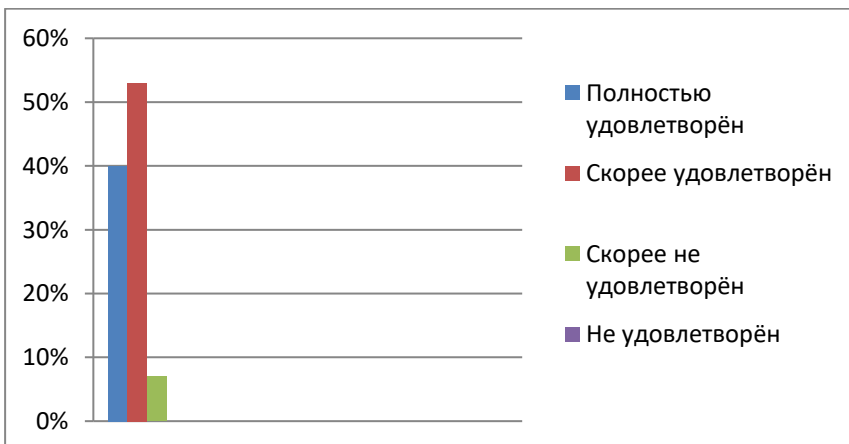 60%
50%
40%
30%
20%
10%
0%
Полностью
удовлетворён
Скорее удовлетворён
Скорее не
удовлетворён
Не удовлетворён